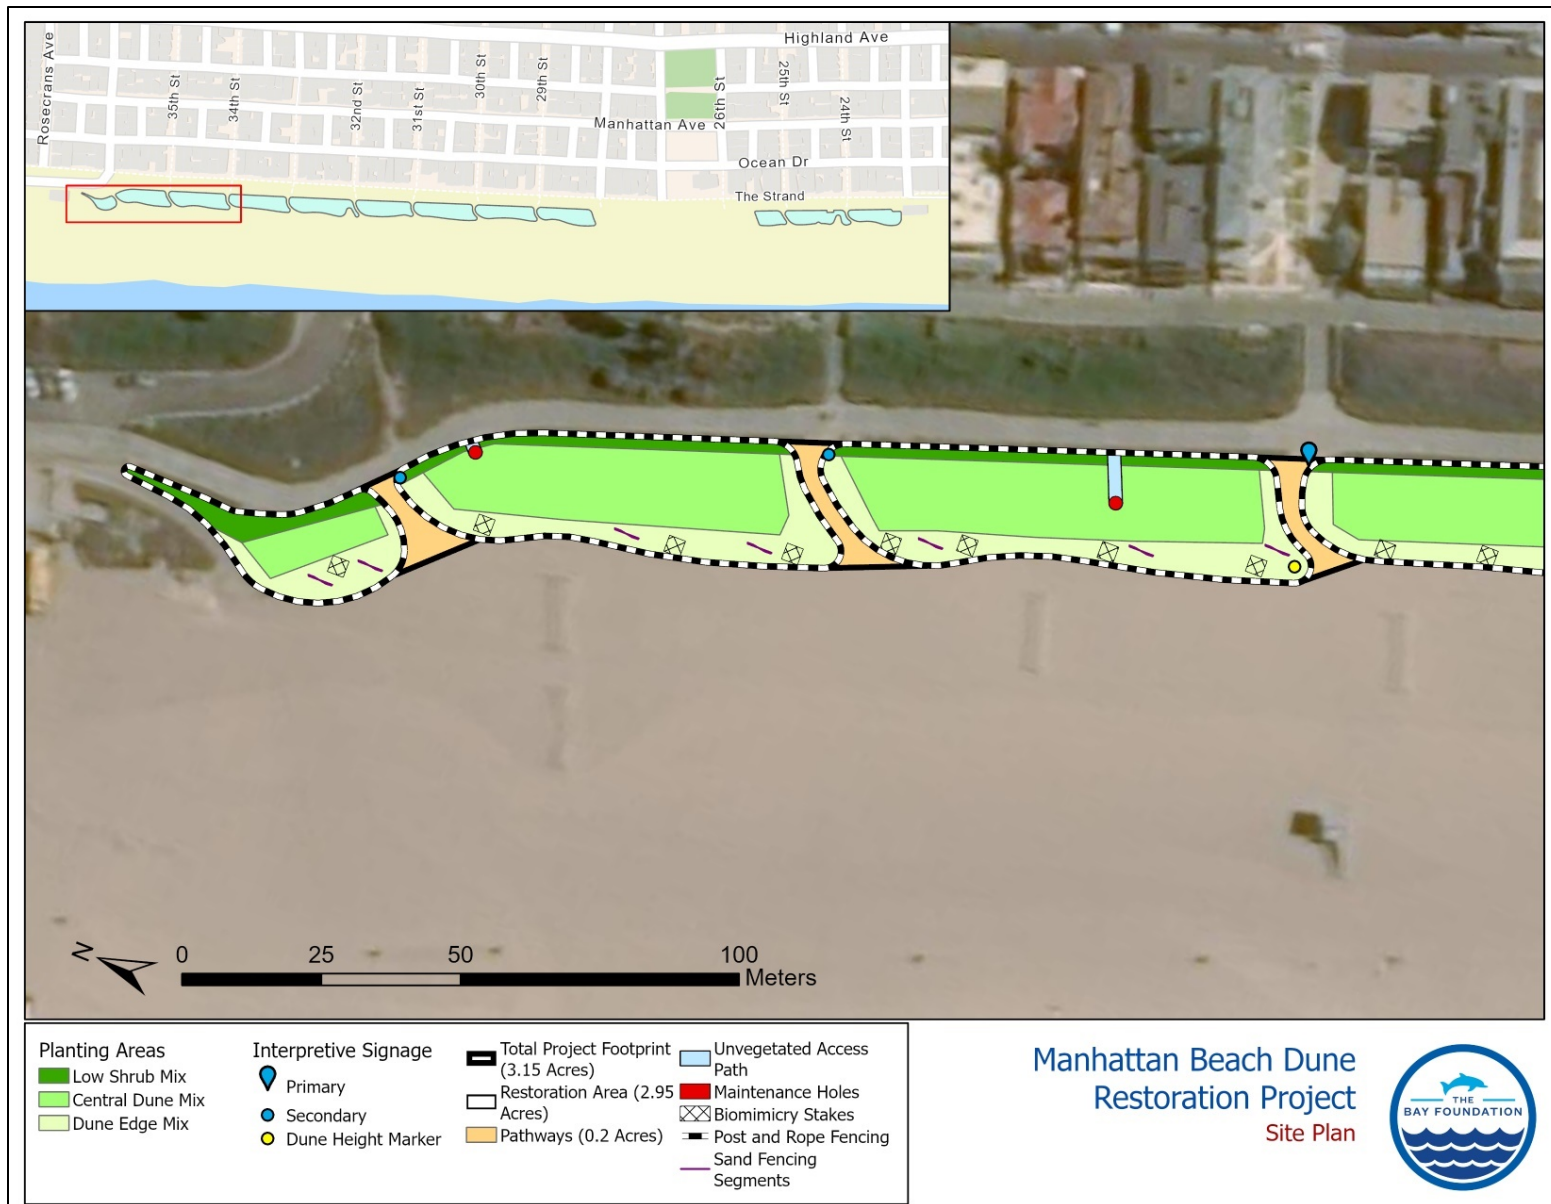 Highland Ave
Rosecrans Ave
35th St
34th St
32nd St
31st St
30th St
29th St
26th St
25th St
24th St
Manhattan Ave
Ocean Dr
The Strand
N
0 25 50 100
Meters
Planting Areas
Low Shrub Mix
Central Dune Mix
Dune Edge Mix
Interpretive Signage
Primary
Secondary
Dune Height Marker
Total Project Footprint
(3.15 Acres)
Restoration Area (2.95
Acres)
Pathways (0.2 Acres)
Unvegetated Access
Path
Maintenance Holes
Biomimicry Stakes
Post and Rope Fencing
Sand Fencing
Segments
Manhattan Beach Dune
Restoration Project
Site Plan
THE
BAY FOUNDATION